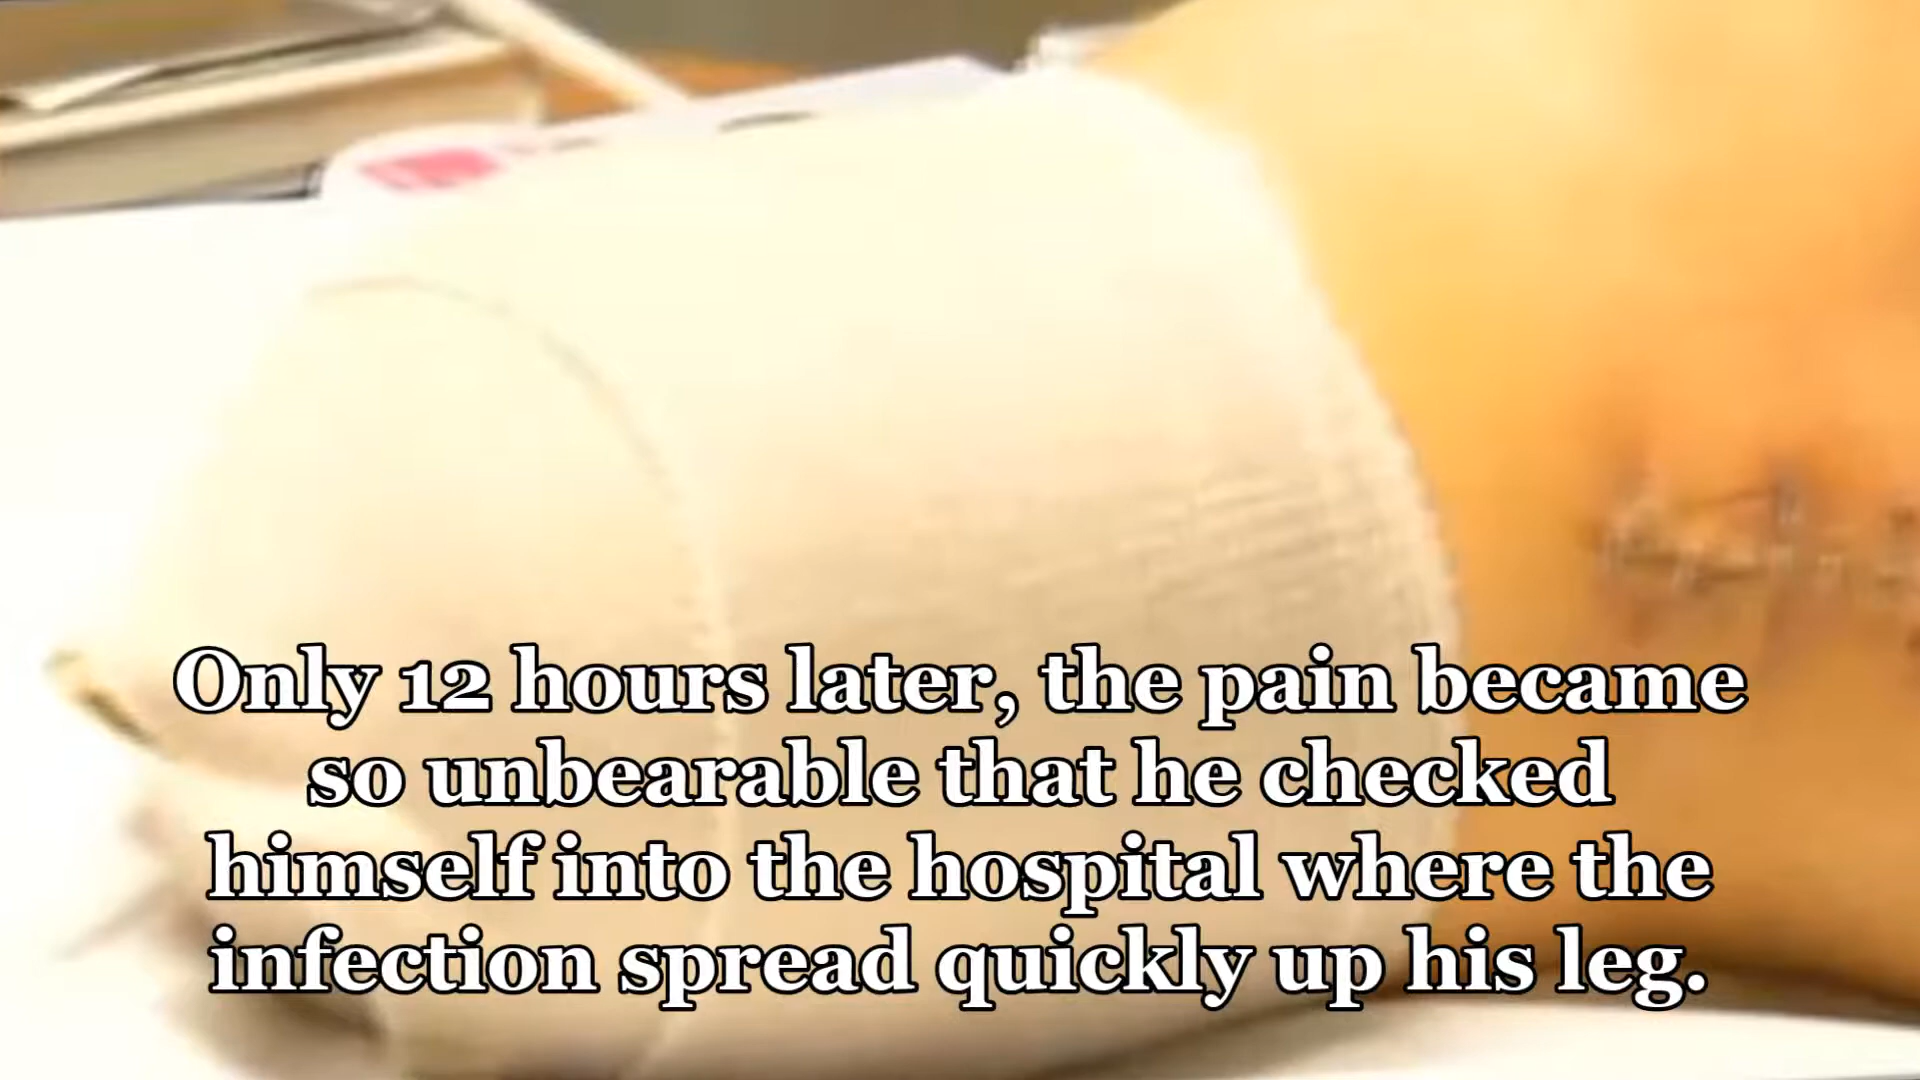 Only 12 hours later, the pain became
so unbearable that he checked
himself into the hospital where the
infection spread quickly up his leg.